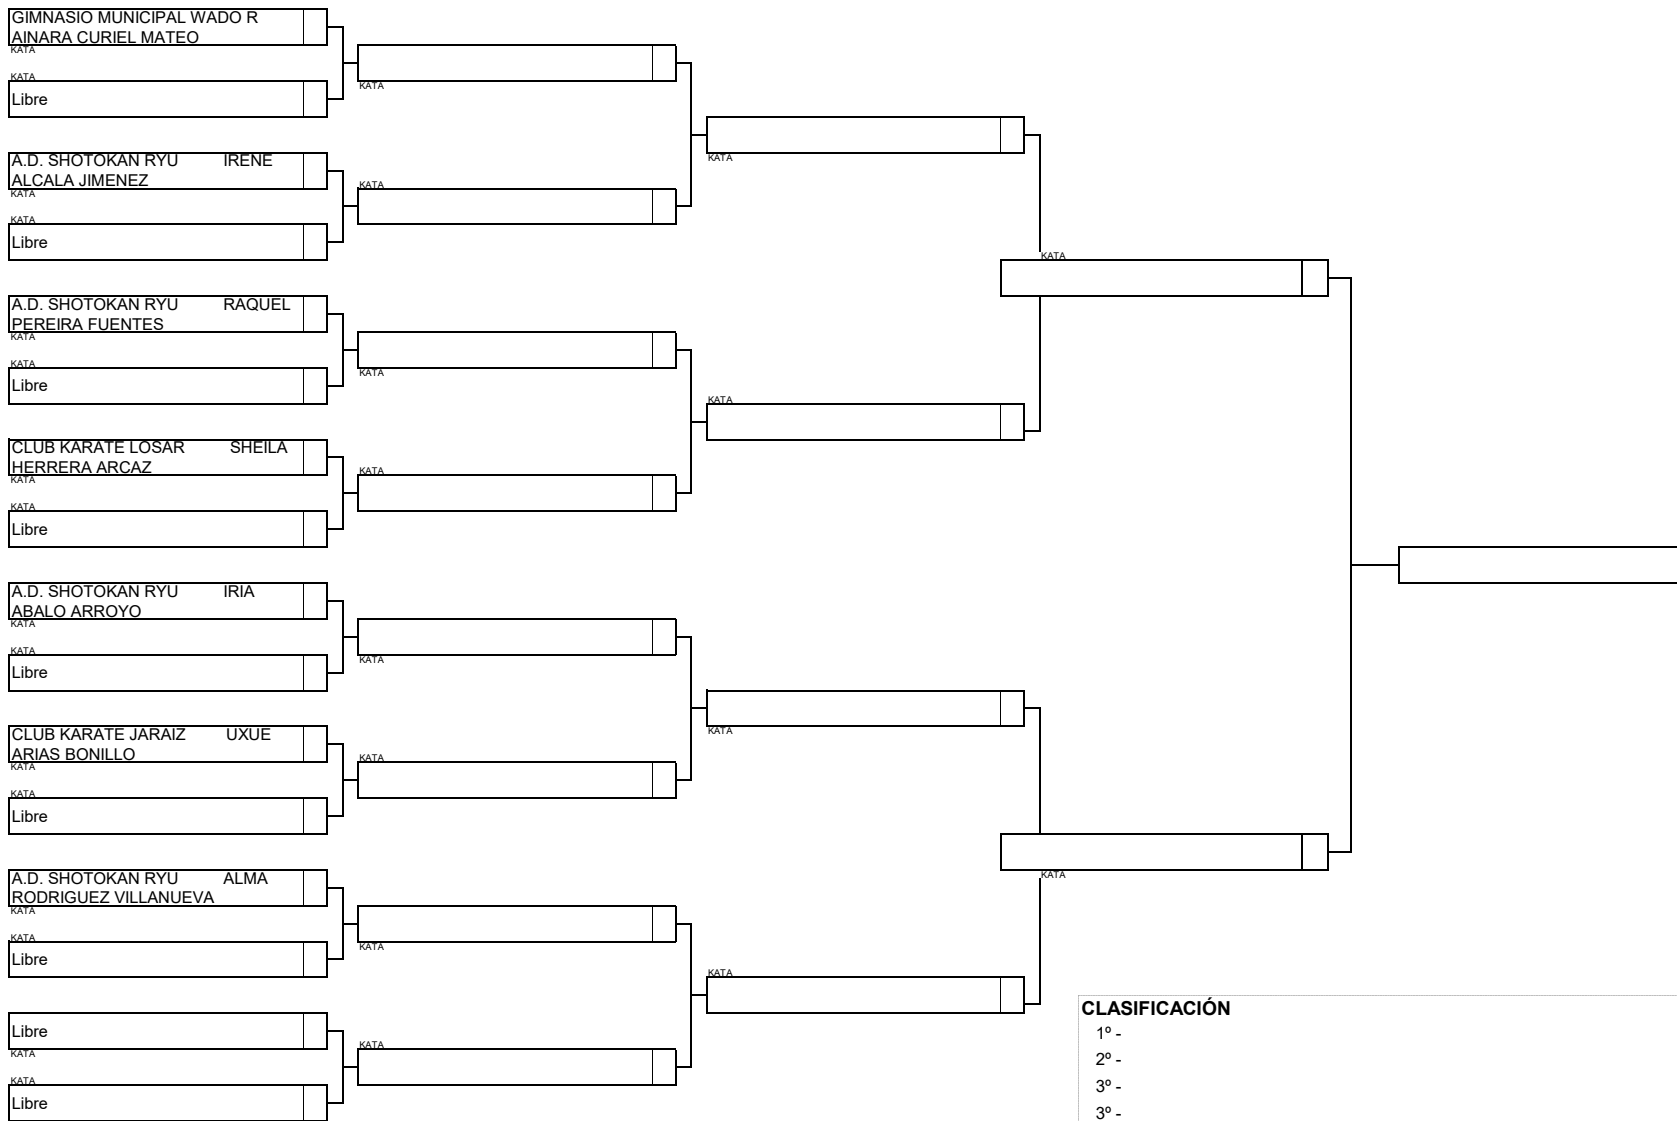 GIMNASIO MUNICIPAL WADO R
AINARA CURIEL MATEO
KATA
KATA
Libre
KATA
A.D. SHOTOKAN RYU IRENE
ALCALA JIMENEZ
KATA
KATA
Libre
KATA
KATA
A.D. SHOTOKAN RYU RAQUEL
PEREIRA FUENTES
KATA
KATA
Libre
KATA
CLUB KARATE LOSAR SHEILA
HERRERA ARCAZ
KATA
KATA
Libre
KATA
KATA
KATA
A.D. SHOTOKAN RYU IRIA
ABALO ARROYO
KATA
KATA
Libre
KATA
CLUB KARATE JARAIZ UXUE
ARIAS BONILLO
KATA
KATA
Libre
KATA
KATA
A.D. SHOTOKAN RYU ALMA
RODRIGUEZ VILLANUEVA
KATA
KATA
Libre
KATA
Libre
KATA
KATA
Libre
KATA
KATA
KATA
CLASIFICACIÓN
1º -
2º -
3º -
3º -